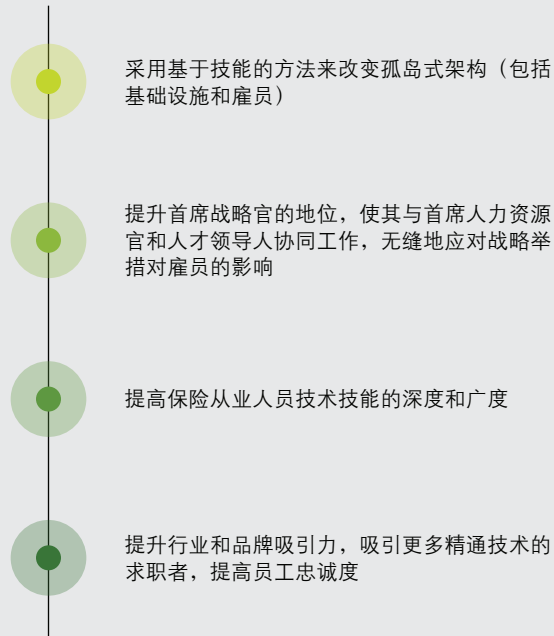 采用基于技能的方法来改变孤岛式架构（包括
基础设施和雇员）
提升首席战略官的地位，使其与首席人力资源
官和人才领导人协同工作，无缝地应对战略举
措对雇员的影响
提高保险从业人员技术技能的深度和广度
提升行业和品牌吸引力，吸引更多精通技术的
求职者，提高员工忠诚度